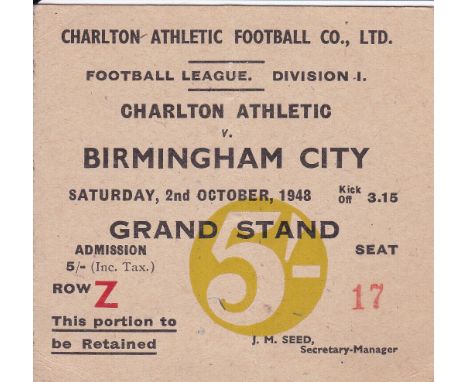 CHARLTON ATHLETIC FOOTBALL CO., LTD.
FOOTBALL LEAGUE. DIVISION I.
CHARLTON ATHLETIC
v.
BIRMINGHAM CITY
SATURDAY, 2nd OCTOBER, 1948 Kick Off 3.15
GRAND STAND
ADMISSION SEAT
5/- (Inc. Tax.)
5/-
ROW Z 17
This portion to
be Retained
J. M. SEED,
Secretary-Manager